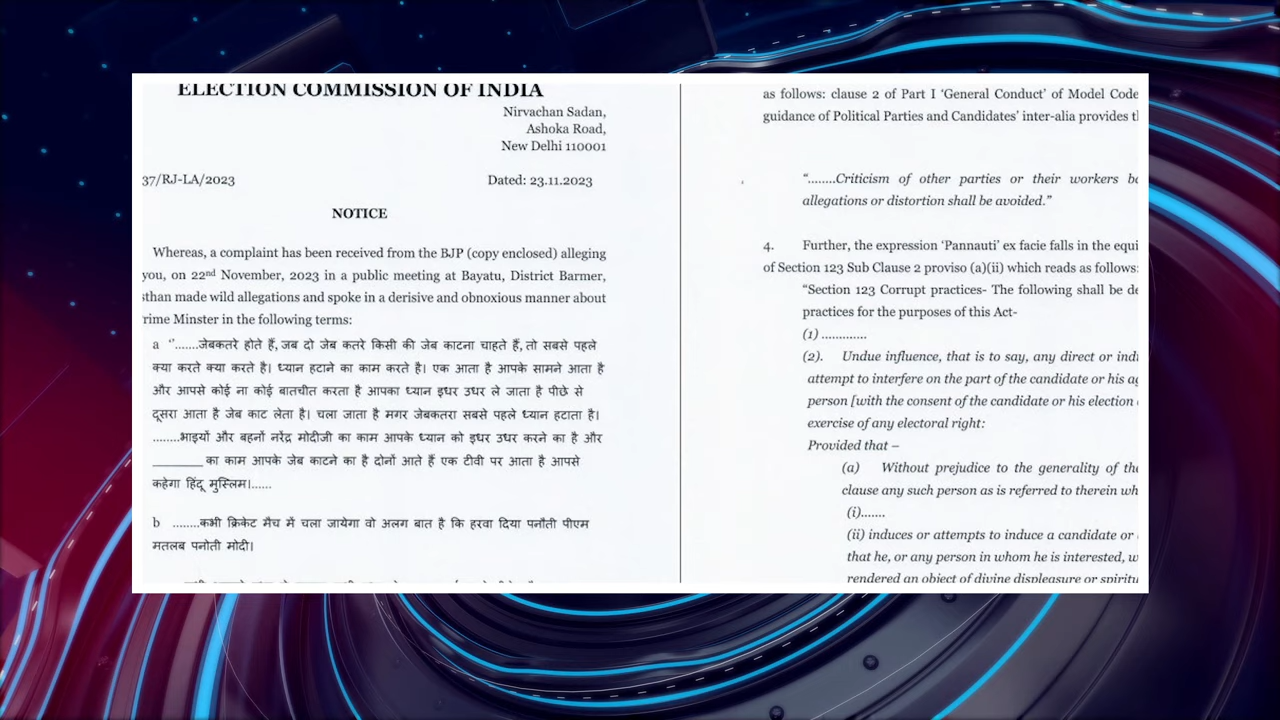 ELECTION COMMISSION OF INDIA
Nirvachan Sadan,
Ashoka Road,
New Delhi 110001
37/RJ-LA/2023 Dated: 23.11.2023
NOTICE
Whereas, a complaint has been received from the BJP (copy enclosed) alleging
you, on 22nd November, 2023 in a public meeting at Bayatu, District Barmer,
sthan made wild allegations and spoke in a derisive and obnoxious manner about
rime Minster in the following terms:
a “.......जेबकतरे होते हैं, जब दो जेब कतरे किसी की जेब काटना चाहते हैं, तो सबसे पहले
क्या करते क्या करते है। ध्यान हटाने का काम करते है। एक आता है आपके सामने आता है
और आपसे कोई ना कोई बातचीत करता है आपका ध्यान इधर उधर ले जाता है पीछे से
दूसरा आता है जेब काट लेता है। चला जाता है मगर जेबकतरा सबसे पहले ध्यान हटाता है।
........भाइयों और बहनों नरेंद्र मोदीजी का काम आपके ध्यान को इधर उधर करने का है और
________ का काम आपके जेब काटने का है दोनों आते हैं एक टीवी पर आता है आपसे
कहेगा हिंदू मुस्लिम।......
b ........कभी क्रिकेट मैच में चला जायेगा वो अलग बात है कि हरवा दिया पनौती पीएम
मतलब पनोती मोदी।
as follows: clause 2 of Part I ‘General Conduct’ of Model Code
guidance of Political Parties and Candidates’ inter-alia provides
“........Criticism of other parties or their workers
allegations or distortion shall be avoided.”
4. Further, the expression ‘Pannauti’ ex facie falls in the
of Section 123 Sub Clause 2 proviso (a)(ii) which reads as follows:
“Section 123 Corrupt practices- The following shall be
practices for the purposes of this Act-
(1) .............
(2). Undue influence, that is to say, any direct or
attempt to interfere on the part of the candidate or his
person [with the consent of the candidate or his election
exercise of any electoral right:
Provided that –
(a) Without prejudice to the generality of the
clause any such person as is referred to therein
(i).......
(ii) induces or attempts to induce a candidate or
that he, or any person in whom he is interested,
rendered an object of divine displeasure or